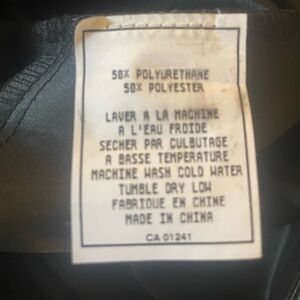 50% POLYURETHANE
50% POLYESTER
LAVER A LA MACHINE
A L'EAU FROIDE
SECHER PAR CULBUTAGE
A BASSE TEMPERATURE
MACHINE WASH COLD WATER
TUMBLE DRY LOW
FABRIQUE EN CHINE
MADE IN CHINA
CA 01241